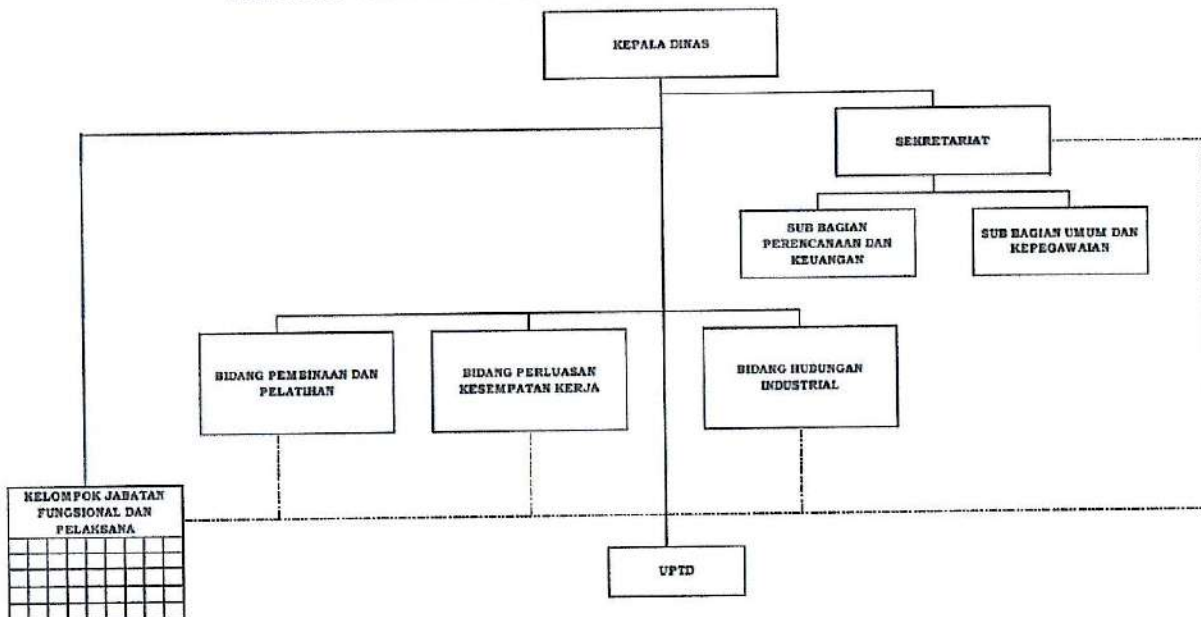 KEPALA DINAS
SEKRETARIAT
SUB BAGIAN
PERENCANAAN DAN
KEUANGAN
SUB BAGIAN UMUM DAN
KEPEGAWAIAN
BIDANG PEMBINAAN DAN
PELATIHAN
BIDANG PERLUASAN
KESEMPATAN KERJA
BIDANG HUBUNGAN
INDUSTRIAL
KELOMPOK JABATAN
FUNGSIONAL DAN
PELAKSANA
UPTD